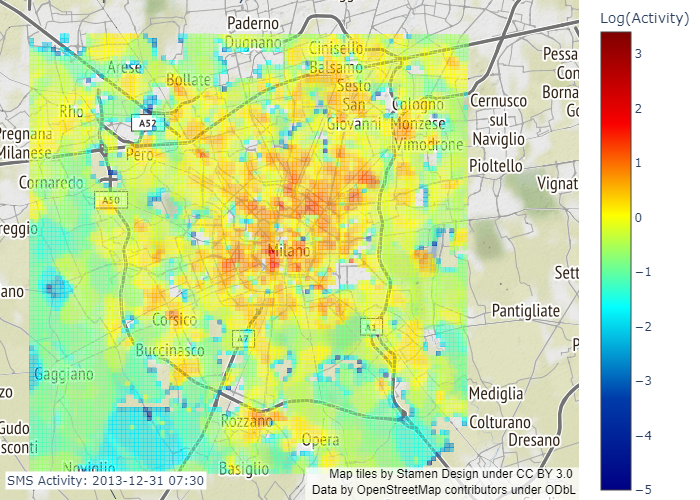 Log(Activity)
3
2
1
0
−1
−2
−3
−4
−5
Paderno
Dugnano
Cinisello
Balsamo
Arese
Bollate
Sesto
San
Giovanni
Cologno
Monzese
Vimodrone
Cernusco
sul
Naviglio
Pioltello
Pessa
Con
Borna
Go
Vignat
Rho
A52
Pregnana
Milanese
Pero
Cornaredo
A50
reggio
Milano
Sett
ano
Corsico
Buccinasco
A7
A1
Pantigliate
P
Gaggiano
zo
Gudo
sconti
Rozzano
Opera
Mediglia
Colturano
Dresano
Noviglio
Basiglio
SMS Activity: 2013-12-31 07:30
Map tiles by Stamen Design under CC BY 3.0
Data by OpenStreetMap contributors under ODbL